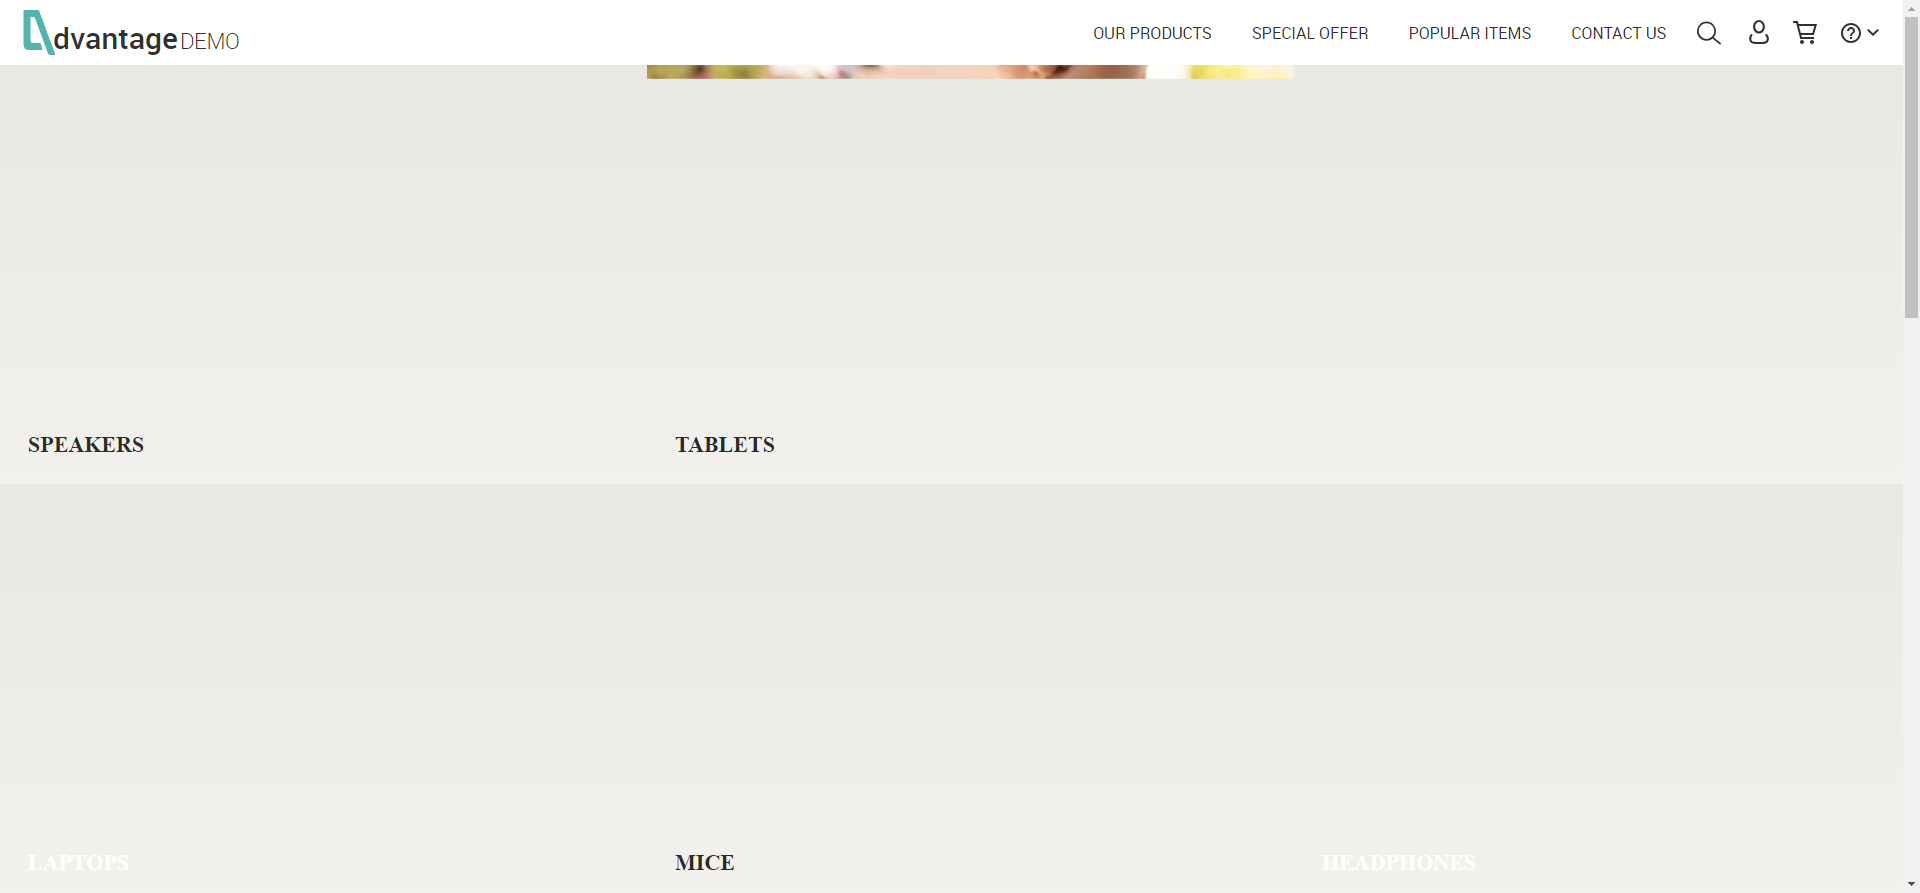 dvantage DEMO
OUR PRODUCTS SPECIAL OFFER POPULAR ITEMS CONTACT US
SPEAKERS TABLETS
LAPTOPS MICE HEADPHONES